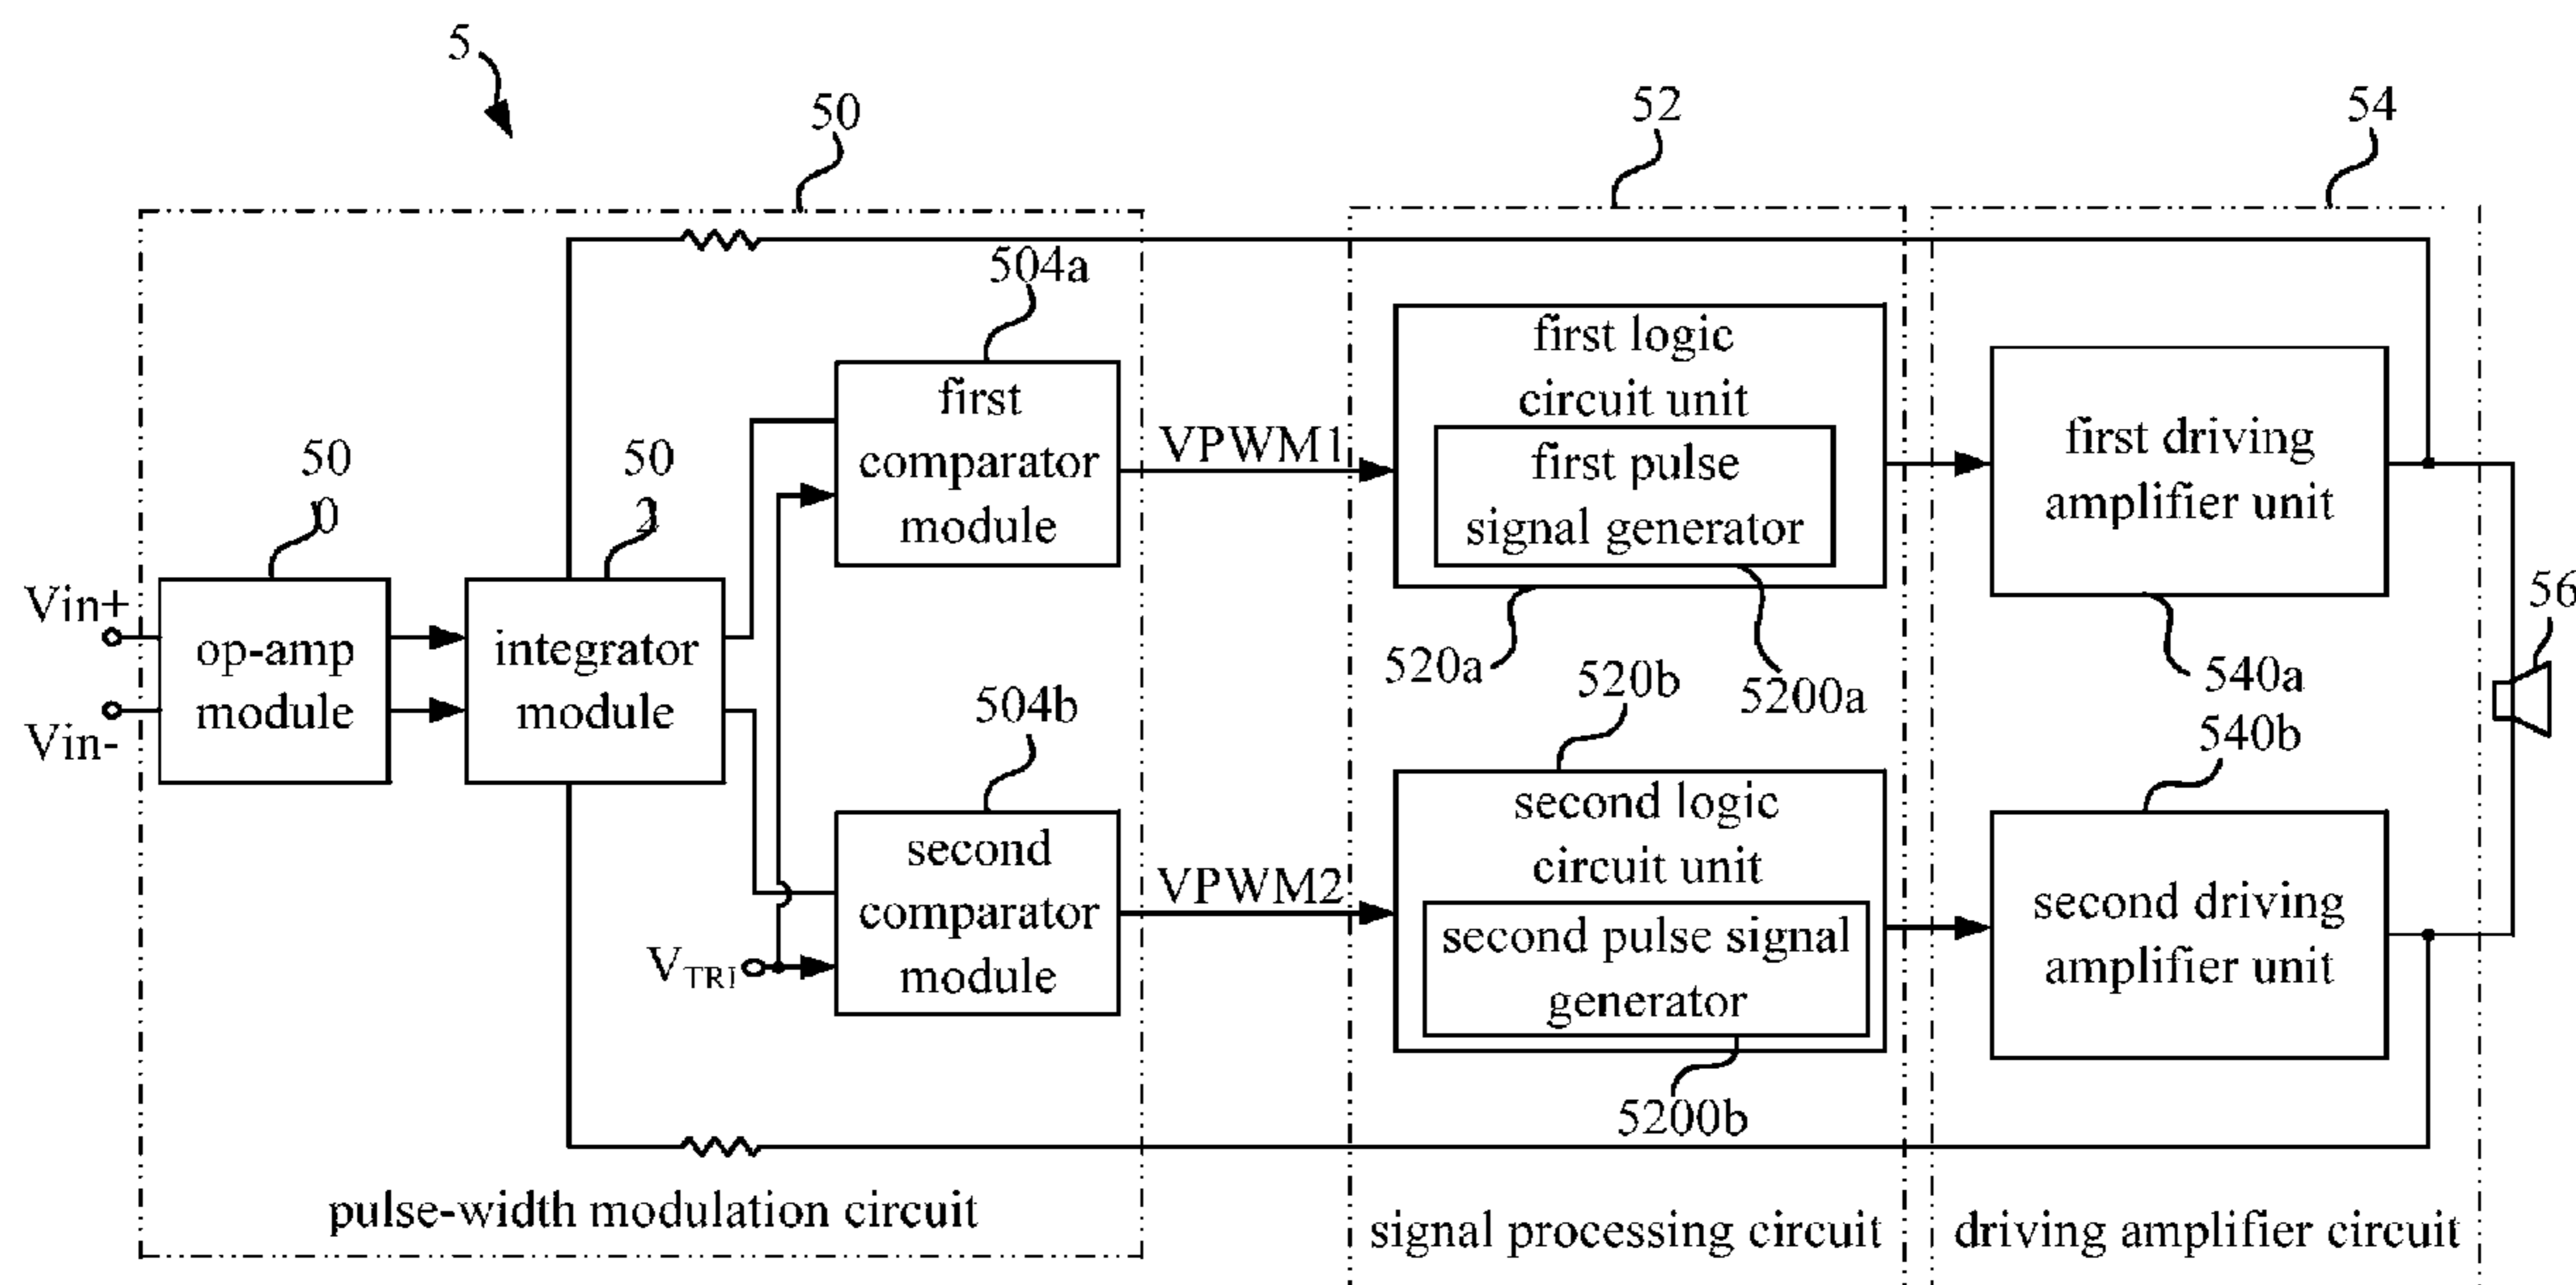 5
50
52
54
504a
first
comparator
module
VPWM1
first logic
circuit unit
first pulse
signal generator
first driving
amplifier unit
50
0
50
2
Vin+
Vin-
op-amp
module
integrator
module
520a
5200a
540a
56
504b
520b
540b
second
comparator
module
VTRI
VPWM2
second logic
circuit unit
second pulse signal
generator
second driving
amplifier unit
5200b
pulse-width modulation circuit
signal processing circuit
driving amplifier circuit